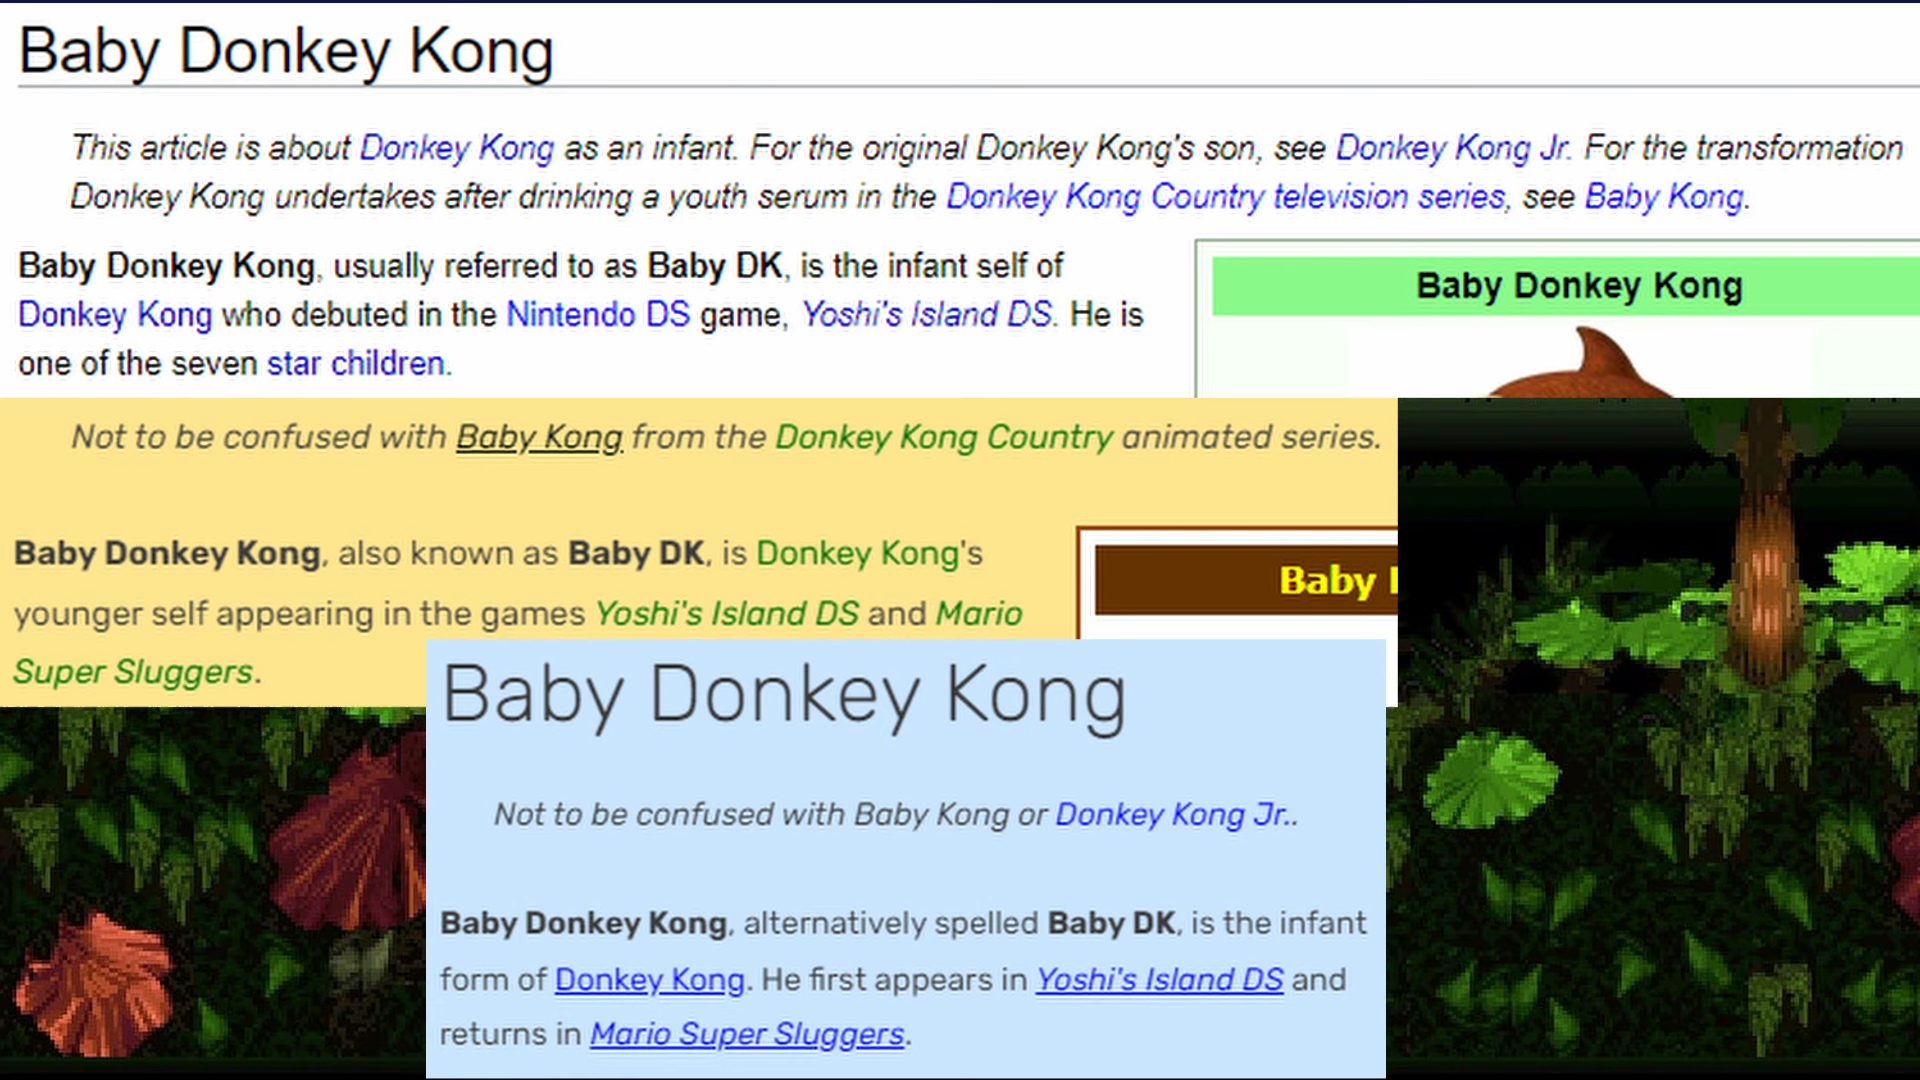 Baby Donkey Kong
This article is about Donkey Kong as an infant. For the original Donkey Kong's son, see Donkey Kong Jr. For the transformation
Donkey Kong undertakes after drinking a youth serum in the Donkey Kong Country television series, see Baby Kong.
Baby Donkey Kong, usually referred to as Baby DK, is the infant self of
Donkey Kong who debuted in the Nintendo DS game, Yoshi's Island DS. He is
one of the seven star children.
Baby Donkey Kong
Not to be confused with Baby Kong from the Donkey Kong Country animated series.
Baby Donkey Kong, also known as Baby DK, is Donkey Kong's
younger self appearing in the games Yoshi's Island DS and Mario
Super Sluggers.
Baby
Baby Donkey Kong
Not to be confused with Baby Kong or Donkey Kong Jr..
Baby Donkey Kong, alternatively spelled Baby DK, is the infant
form of Donkey Kong. He first appears in Yoshi's Island DS and
returns in Mario Super Sluggers.